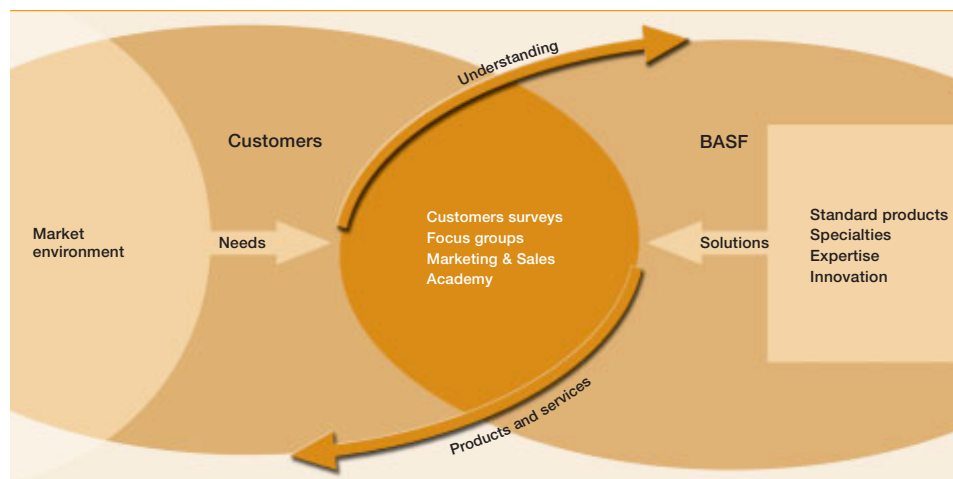 Understanding
Customers
BASF
Market
environment
Needs
Customers surveys
Focus groups
Marketing & Sales
Academy
Solutions
Standard products
Specialties
Expertise
Innovation
Products and services